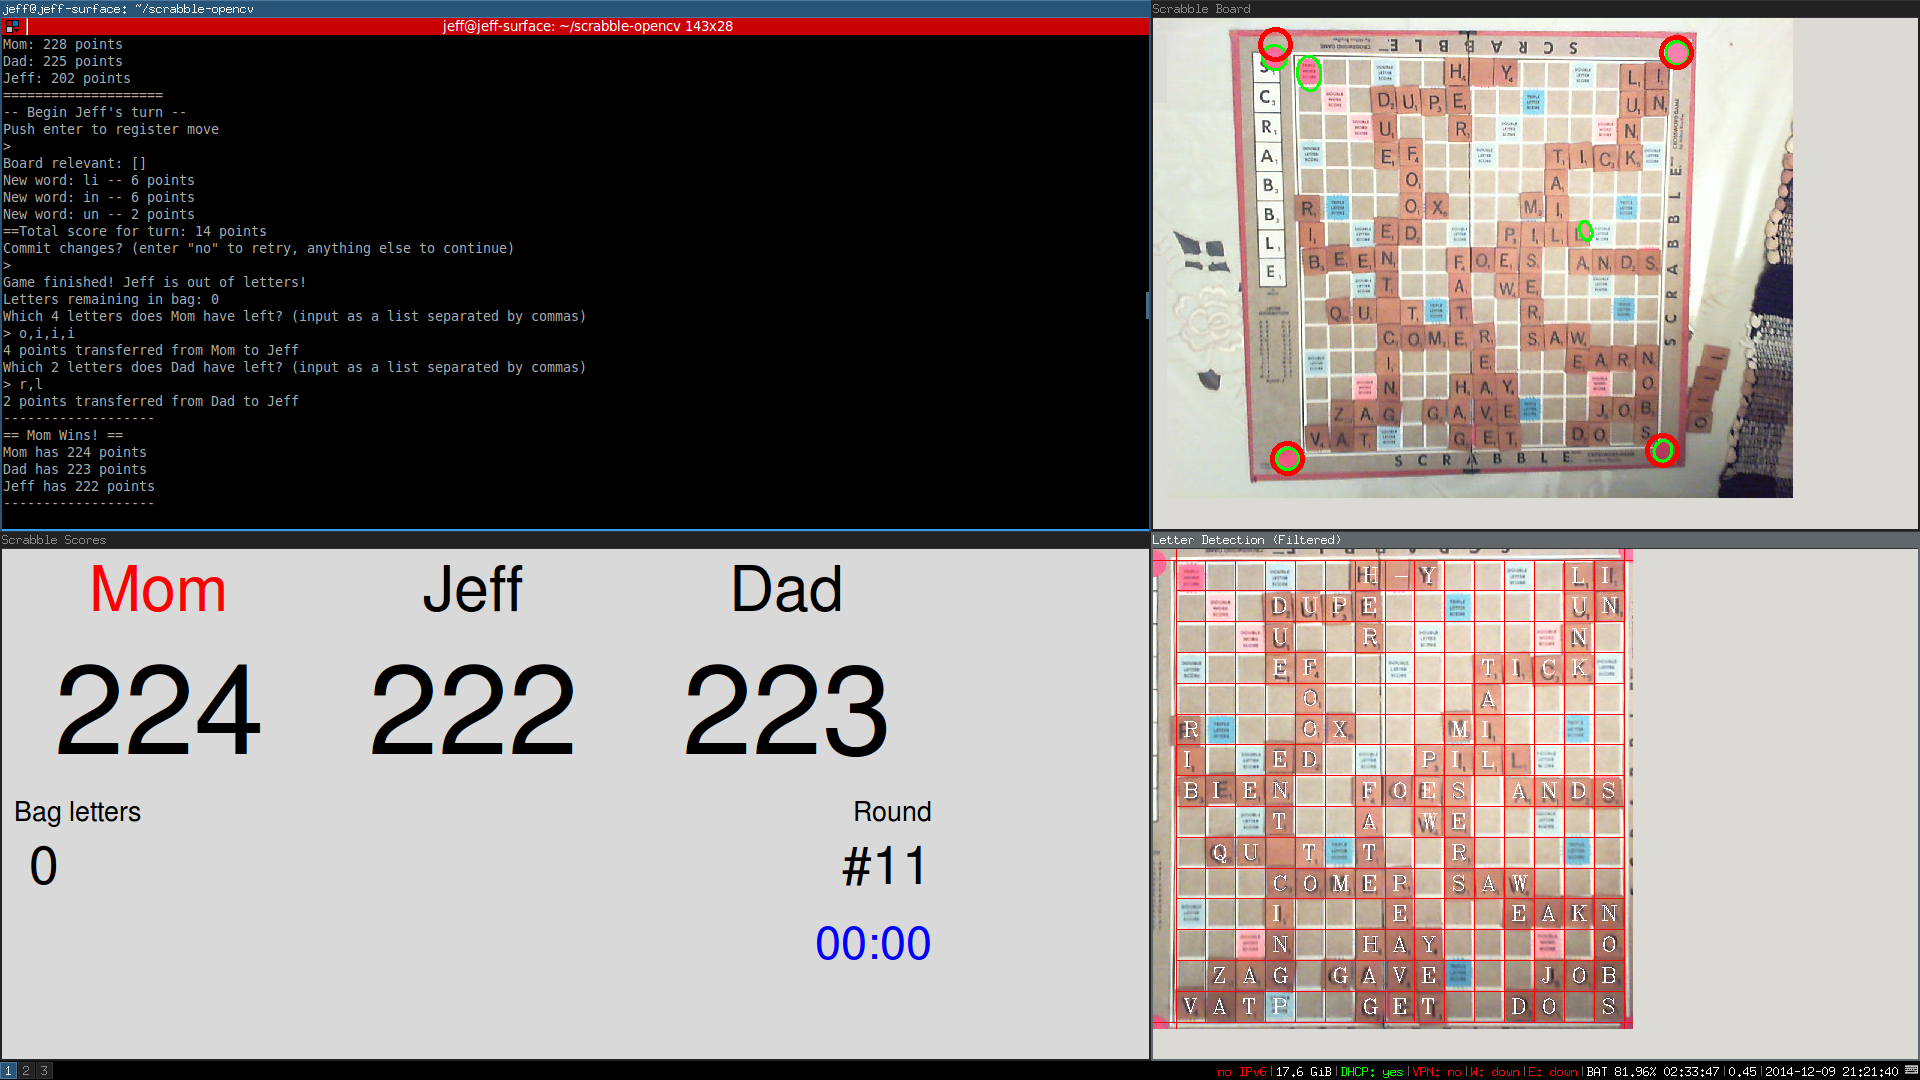 jeff@jeff-surface: ~/scrabble-opencv
jeff@jeff-surface: ~/scrabble-opencv 143x28
Mom: 228 points
Dad: 225 points
Jeff: 202 points
====================
-- Begin Jeff's turn --
Push enter to register move
>
Board relevant: []
New word: li -- 6 points
New word: in -- 6 points
New word: un -- 2 points
==Total score for turn: 14 points
Commit changes? (enter "no" to retry, anything else to continue)
>
Game finished! Jeff is out of letters!
Letters remaining in bag: 0
Which 4 letters does Mom have left? (input as a list separated by commas)
> o,i,i,i
4 points transferred from Mom to Jeff
Which 2 letters does Dad have left? (input as a list separated by commas)
> r,l
2 points transferred from Dad to Jeff
-------------------
== Mom Wins! ==
Mom has 224 points
Dad has 223 points
Jeff has 222 points
-------------------
Scrabble Board
SCRABBLE
S C R A B B L E
H Y L I
D U P E U N
U R N
E F T I C K
O A
R O X M I
I E D P I L L
B E E N F O E S A N D S
T A W E
Q U T T R
C O M E R S A W
I E E A R N
N H A Y O
Z A G G A V E J O B
V A T G E T D O S
SCRABBLE
SCRABBLE
O I I I
Scrabble Scores
Mom Jeff Dad
224 222 223
Bag letters Round
0 #11
00:00
Letter Detection (Filtered)
H - Y L I
D U P E U N
U R N
E F T I C K
O A
R O X M I
I E D P I L L
B I E N F O E S A N D S
T A W E
Q U T T R
C O M E R S A W
I E E A K N
N H A Y O
Z A G G A V E J O B
V A T P G E T D O S
1 2 3
no IPv6|17.6 GiB|DHCP: yes|VPN: no|W: down|E: down|BAT 81.96% 02:33:47|0.45|2014-12-09 21:21:40